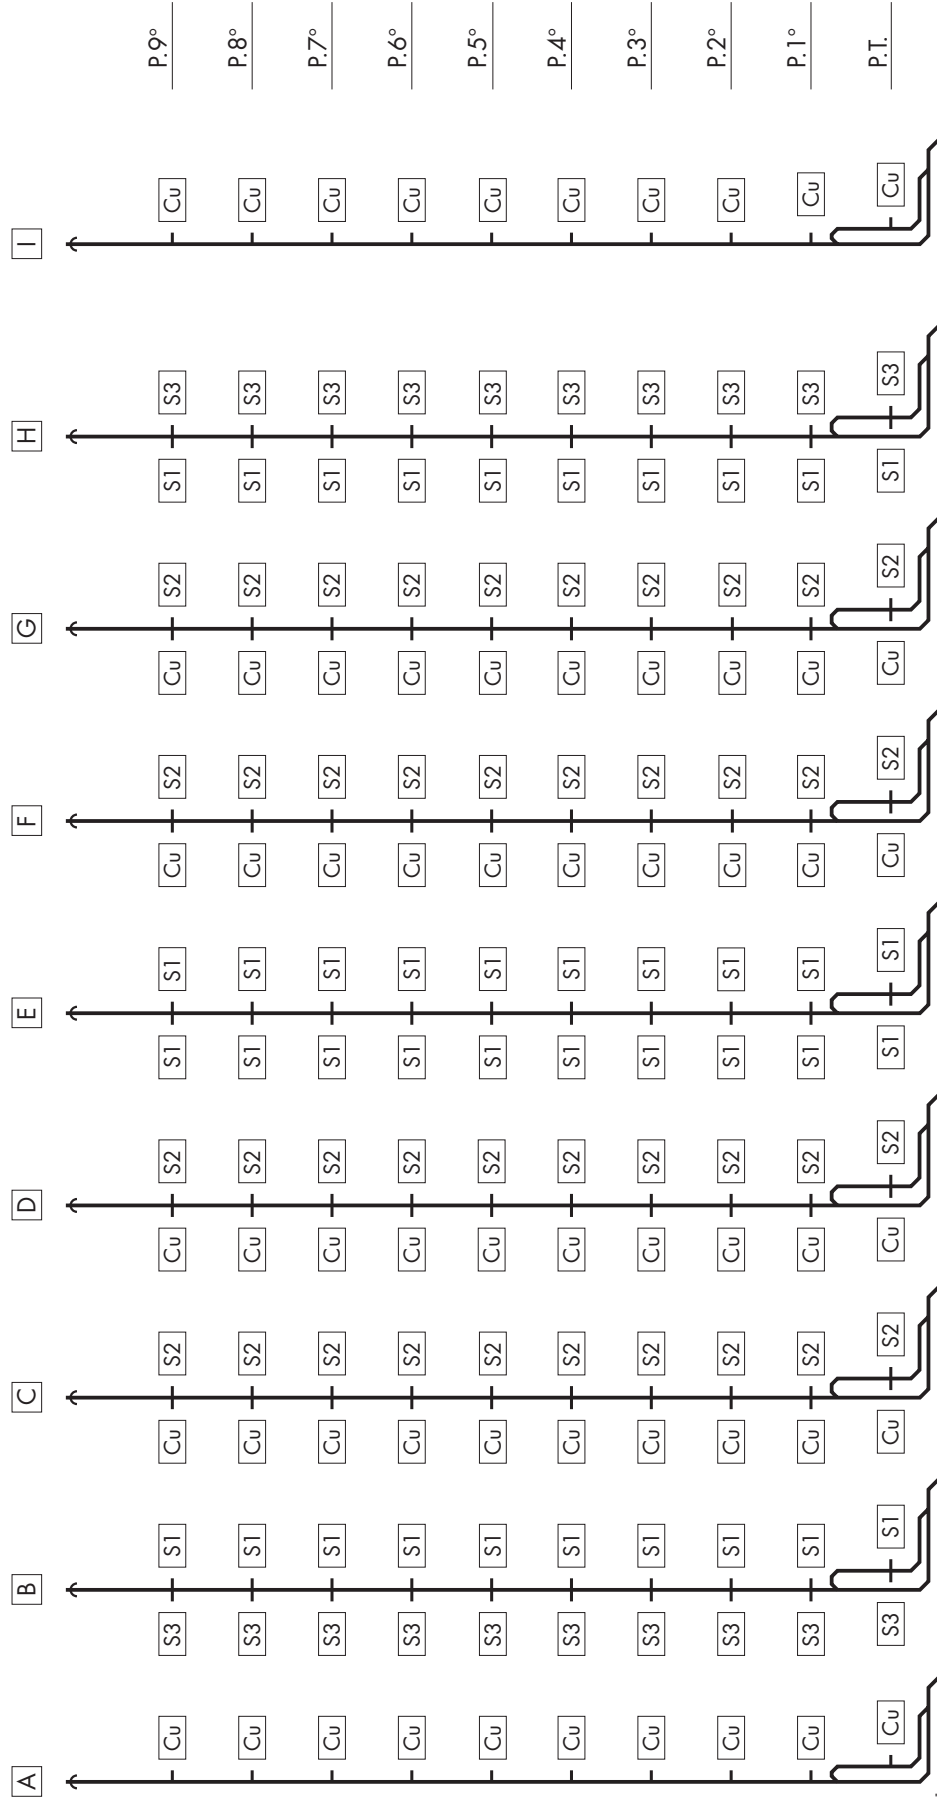 A B C D E F G H I
Cu S3 S1 Cu S2 Cu S2 S1 S1 Cu S2 Cu S2 S1 S3 Cu P.9°
Cu S3 S1 Cu S2 Cu S2 S1 S1 Cu S2 Cu S2 S1 S3 Cu P.8°
Cu S3 S1 Cu S2 Cu S2 S1 S1 Cu S2 Cu S2 S1 S3 Cu P.7°
Cu S3 S1 Cu S2 Cu S2 S1 S1 Cu S2 Cu S2 S1 S3 Cu P.6°
Cu S3 S1 Cu S2 Cu S2 S1 S1 Cu S2 Cu S2 S1 S3 Cu P.5°
Cu S3 S1 Cu S2 Cu S2 S1 S1 Cu S2 Cu S2 S1 S3 Cu P.4°
Cu S3 S1 Cu S2 Cu S2 S1 S1 Cu S2 Cu S2 S1 S3 Cu P.3°
Cu S3 S1 Cu S2 Cu S2 S1 S1 Cu S2 Cu S2 S1 S3 Cu P.2°
Cu S3 S1 Cu S2 Cu S2 S1 S1 Cu S2 Cu S2 S1 S3 Cu P.1°
Cu S3 S1 Cu S2 Cu S2 S1 S1 Cu S2 Cu S2 S1 S3 Cu P.T.